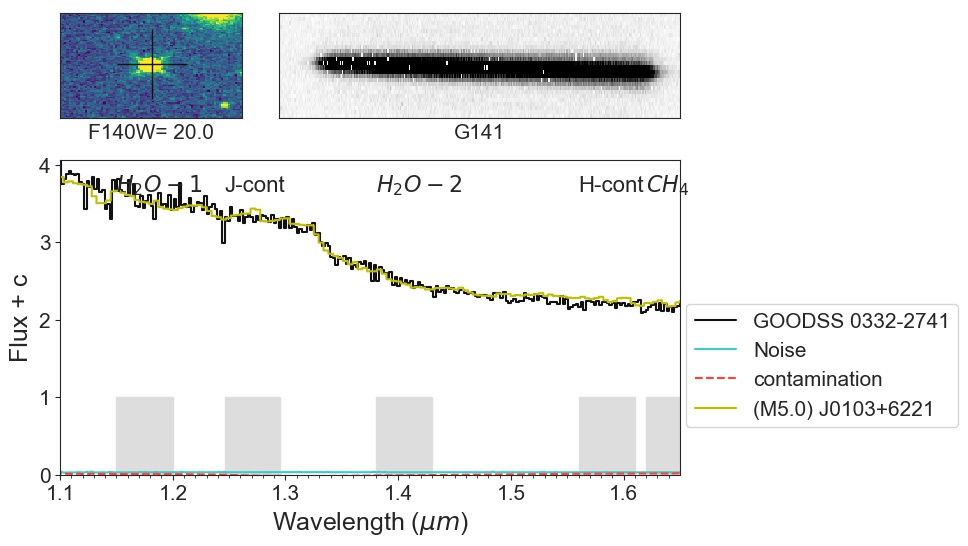 F140W= 20.0
G141
H₂O − 1 J-cont H₂O − 2 H-cont CH₄
4
3
2
1
0
Flux + c
1.1 1.2 1.3 1.4 1.5 1.6
Wavelength (μm)
GOODSS 0332-2741
Noise
contamination
(M5.0) J0103+6221